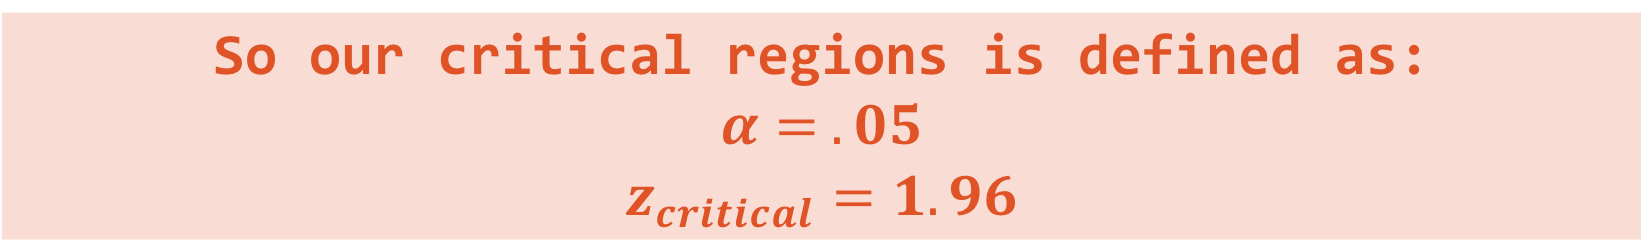 So our critical regions is defined as:
α = .05
z_critical = 1.96